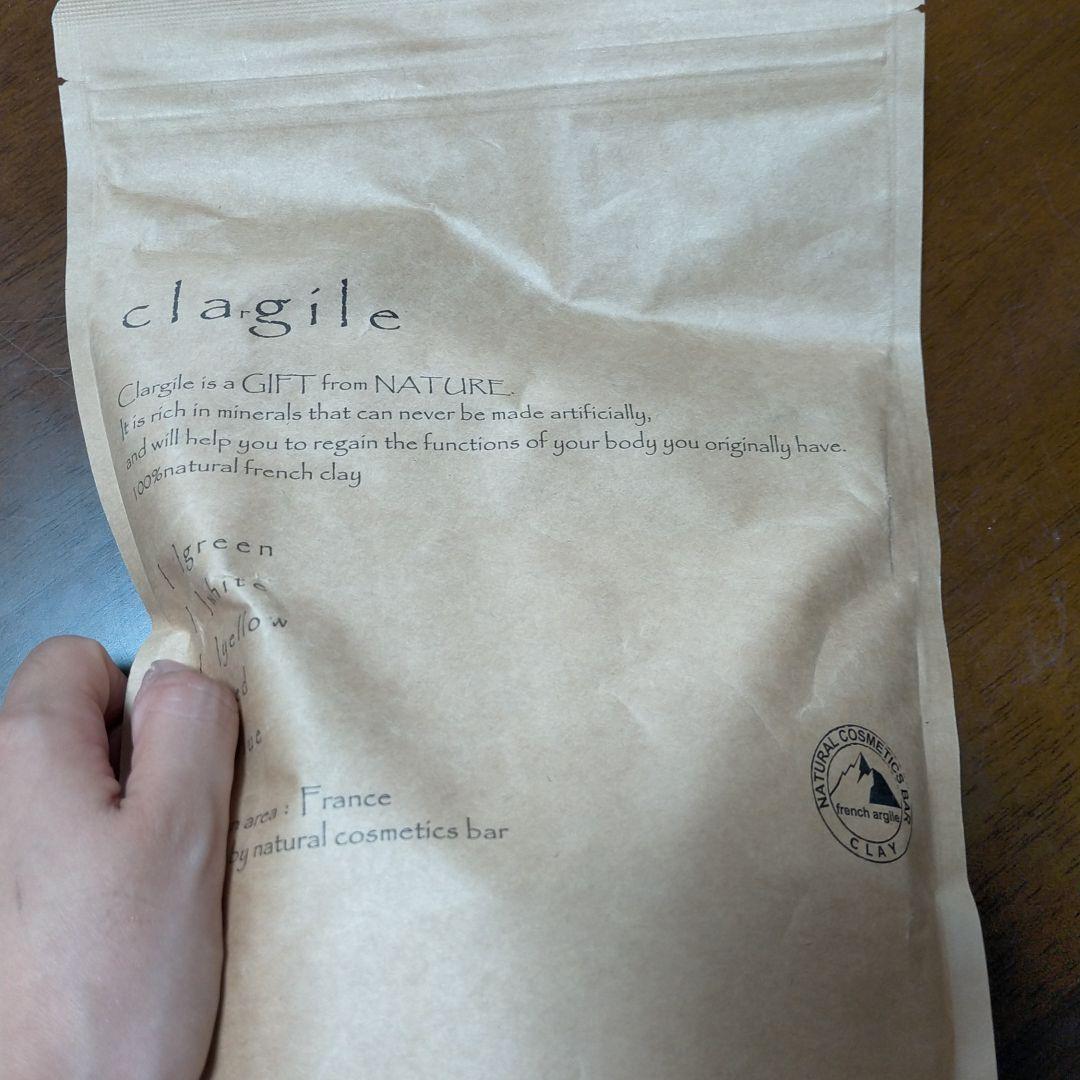 clargile
Clargile is a GIFT from NATURE.
It is rich in minerals that can never be made artificially,
and will help you to regain the functions of your body you originally have.
100%natural french clay
green
white
yellow
area : France
by natural cosmetics bar
NATURAL COSMETICS BAR
french argile
CLAY